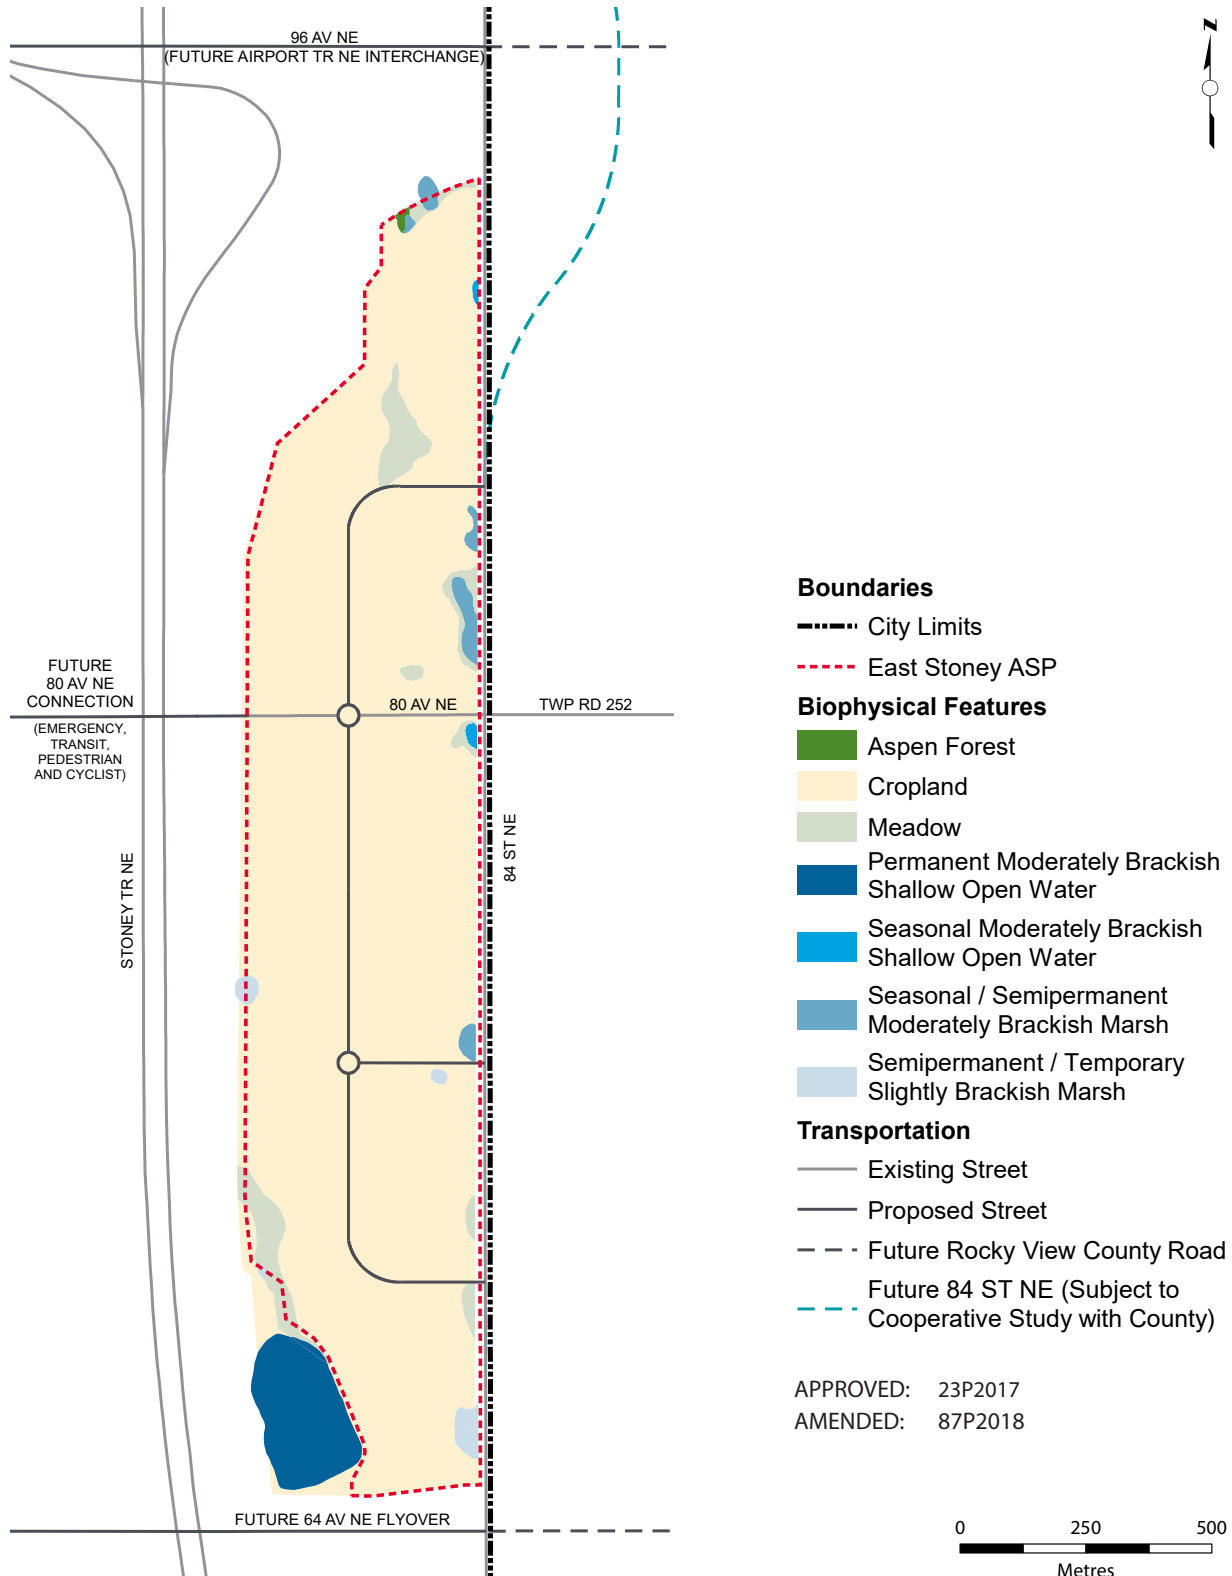 96 AV NE
(FUTURE AIRPORT TR NE INTERCHANGE)
N
FUTURE
80 AV NE
CONNECTION
(EMERGENCY,
TRANSIT,
PEDESTRIAN
AND CYCLIST)
80 AV NE
TWP RD 252
STONEY TR NE
84 ST NE
FUTURE 64 AV NE FLYOVER
Boundaries
City Limits
East Stoney ASP
Biophysical Features
Aspen Forest
Cropland
Meadow
Permanent Moderately Brackish
Shallow Open Water
Seasonal Moderately Brackish
Shallow Open Water
Seasonal / Semipermanent
Moderately Brackish Marsh
Semipermanent / Temporary
Slightly Brackish Marsh
Transportation
Existing Street
Proposed Street
Future Rocky View County Road
Future 84 ST NE (Subject to
Cooperative Study with County)
APPROVED: 23P2017
AMENDED: 87P2018
0 250 500
Metres